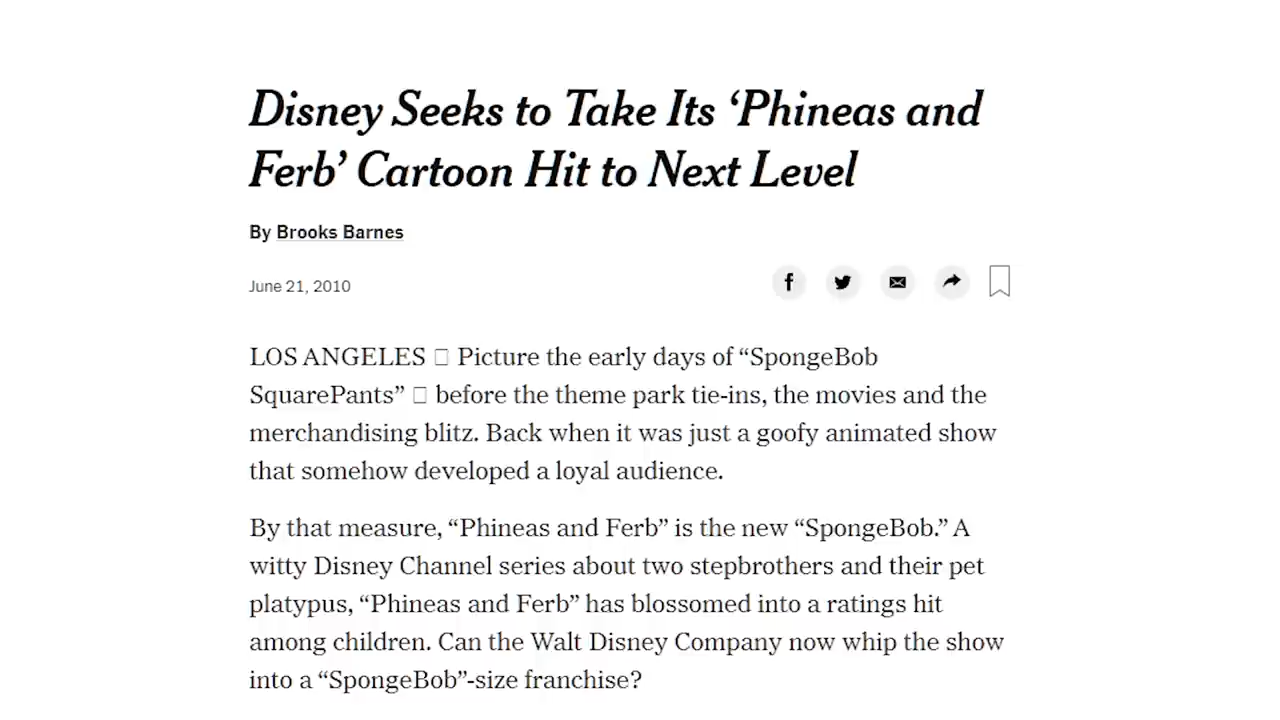 Disney Seeks to Take Its ‘Phineas and
Ferb’ Cartoon Hit to Next Level
By Brooks Barnes
June 21, 2010
LOS ANGELES □ Picture the early days of “SpongeBob
SquarePants” □ before the theme park tie-ins, the movies and the
merchandising blitz. Back when it was just a goofy animated show
that somehow developed a loyal audience.
By that measure, “Phineas and Ferb” is the new “SpongeBob.” A
witty Disney Channel series about two stepbrothers and their pet
platypus, “Phineas and Ferb” has blossomed into a ratings hit
among children. Can the Walt Disney Company now whip the show
into a “SpongeBob”-size franchise?